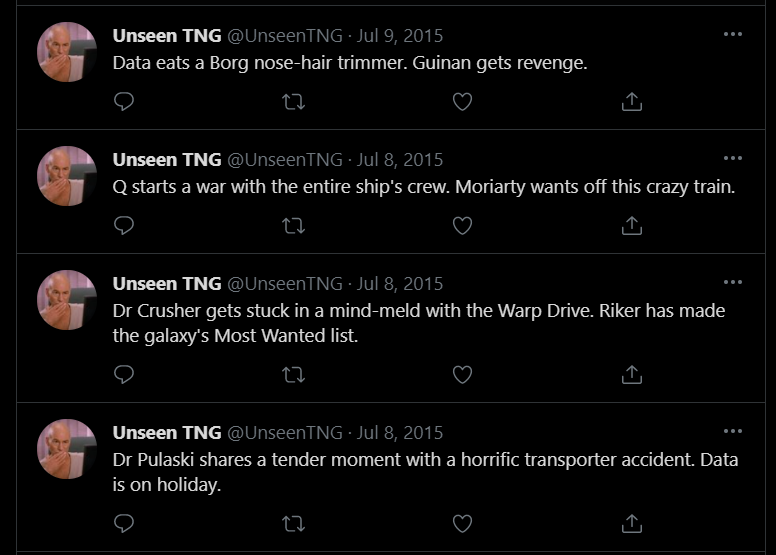 Unseen TNG @UnseenTNG · Jul 9, 2015
Data eats a Borg nose-hair trimmer. Guinan gets revenge.
Unseen TNG @UnseenTNG · Jul 8, 2015
Q starts a war with the entire ship's crew. Moriarty wants off this crazy train.
Unseen TNG @UnseenTNG · Jul 8, 2015
Dr Crusher gets stuck in a mind-meld with the Warp Drive. Riker has made
the galaxy's Most Wanted list.
Unseen TNG @UnseenTNG · Jul 8, 2015
Dr Pulaski shares a tender moment with a horrific transporter accident. Data
is on holiday.